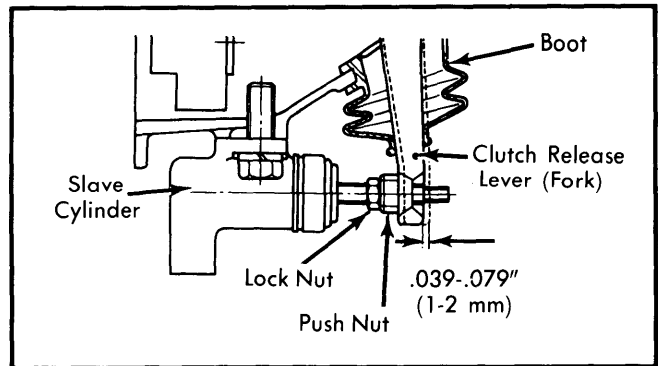 Boot
Clutch Release
Lever (Fork)
Slave
Cylinder
Lock Nut
Push Nut
.039-.079"
(1-2 mm)